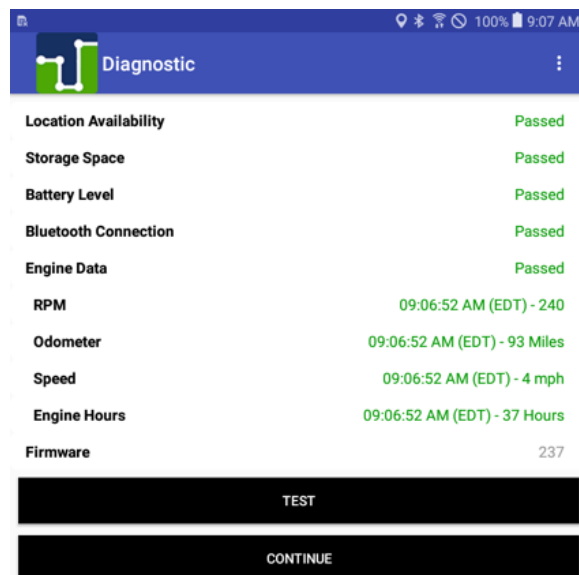 100% 9:07 AM
Diagnostic
Location Availability Passed
Storage Space Passed
Battery Level Passed
Bluetooth Connection Passed
Engine Data Passed
RPM 09:06:52 AM (EDT) - 240
Odometer 09:06:52 AM (EDT) - 93 Miles
Speed 09:06:52 AM (EDT) - 4 mph
Engine Hours 09:06:52 AM (EDT) - 37 Hours
Firmware 237
TEST
CONTINUE